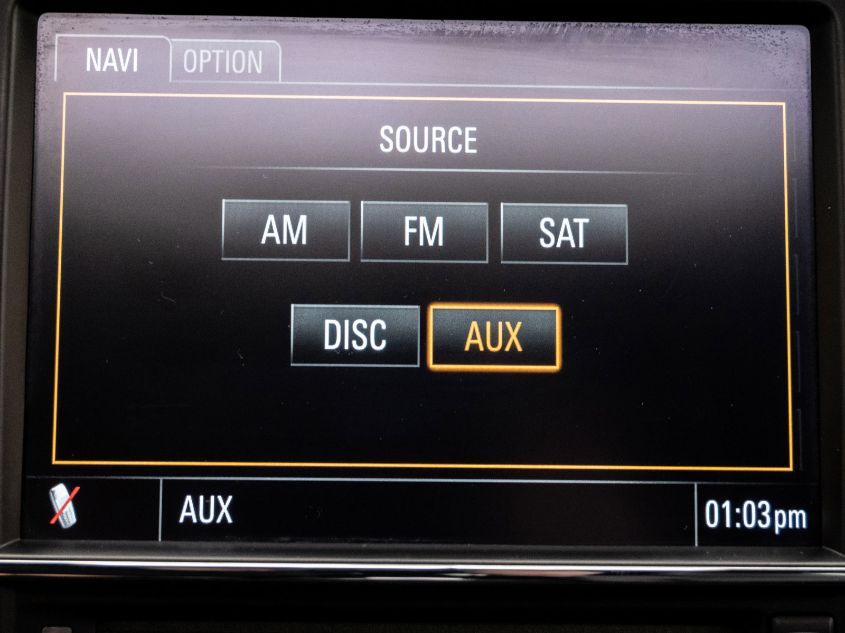 NAVI OPTION
SOURCE
AM FM SAT
DISC AUX
AUX 01:03pm